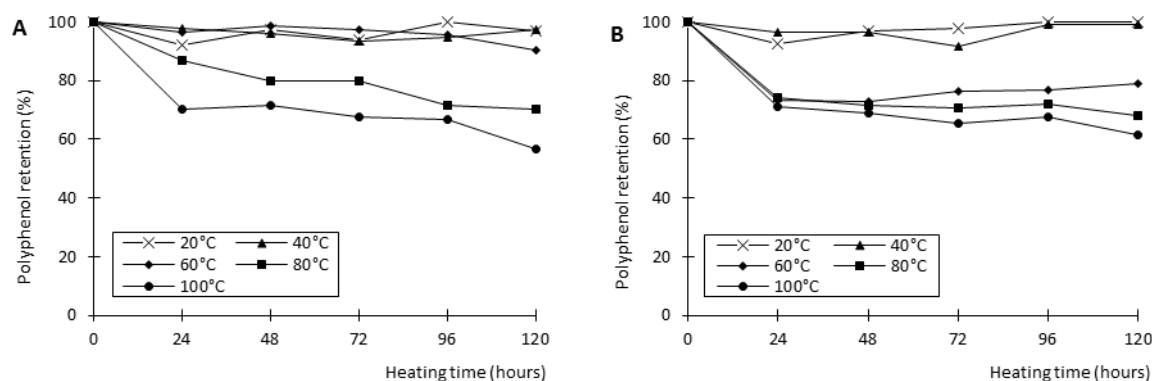 A
Polyphenol retention (%)
100
80
60
40
20
0
20°C 40°C
60°C 80°C
100°C
0 24 48 72 96 120
Heating time (hours)
B
Polyphenol retention (%)
100
80
60
40
20
0
20°C 40°C
60°C 80°C
100°C
0 24 48 72 96 120
Heating time (hours)